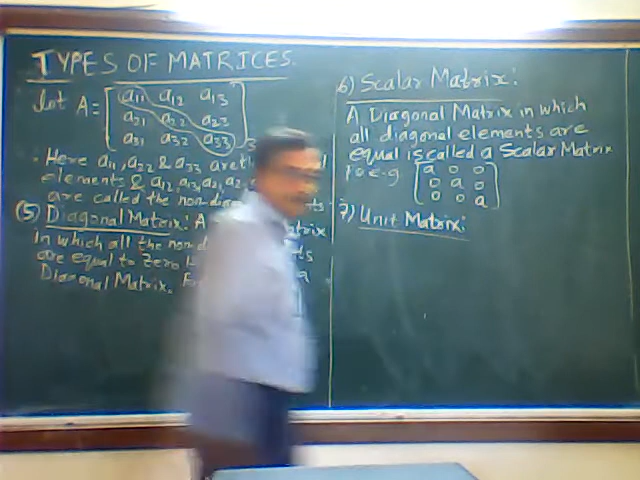 TYPES OF MATRICES.
Let A = [ a11 a12 a13
a21 a22 a23
a31 a32 a33 ]3
Here a11, a22 & a33 are
elements & a12, a13, a21
are called the non-
(5) Diagonal Matrix: A
in which all the non-
are equal to zero
Diagonal Matrix.
6) Scalar Matrix:
A Diagonal Matrix in which
all diagonal elements are
equal is called a Scalar Matrix
e.g [ a 0 0
0 a 0
0 0 a ]
7) Unit Matrix: